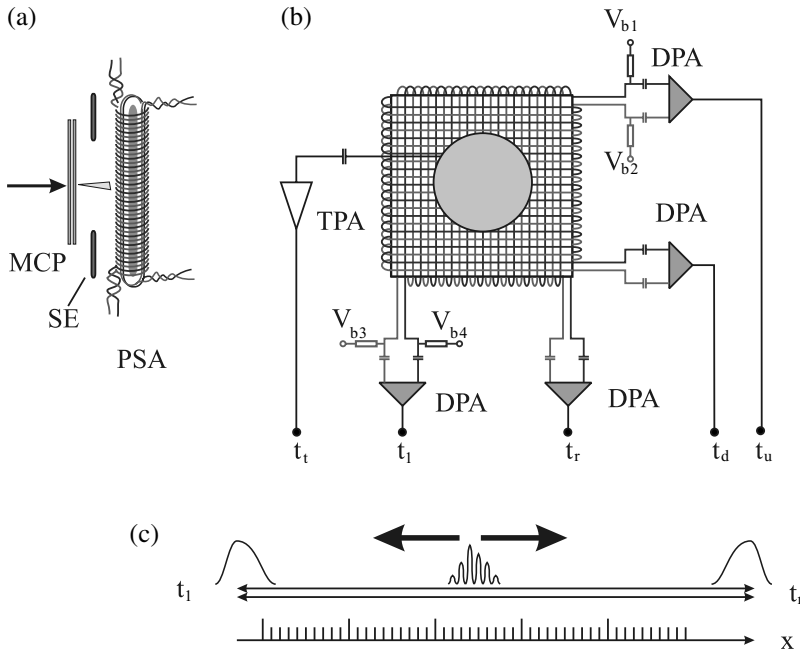 (a)
(b)
MCP
SE
PSA
V_b1
DPA
V_b2
TPA
DPA
V_b3
V_b4
DPA
DPA
t_t
t_l
t_r
t_d
t_u
(c)
t_l
t_r
x